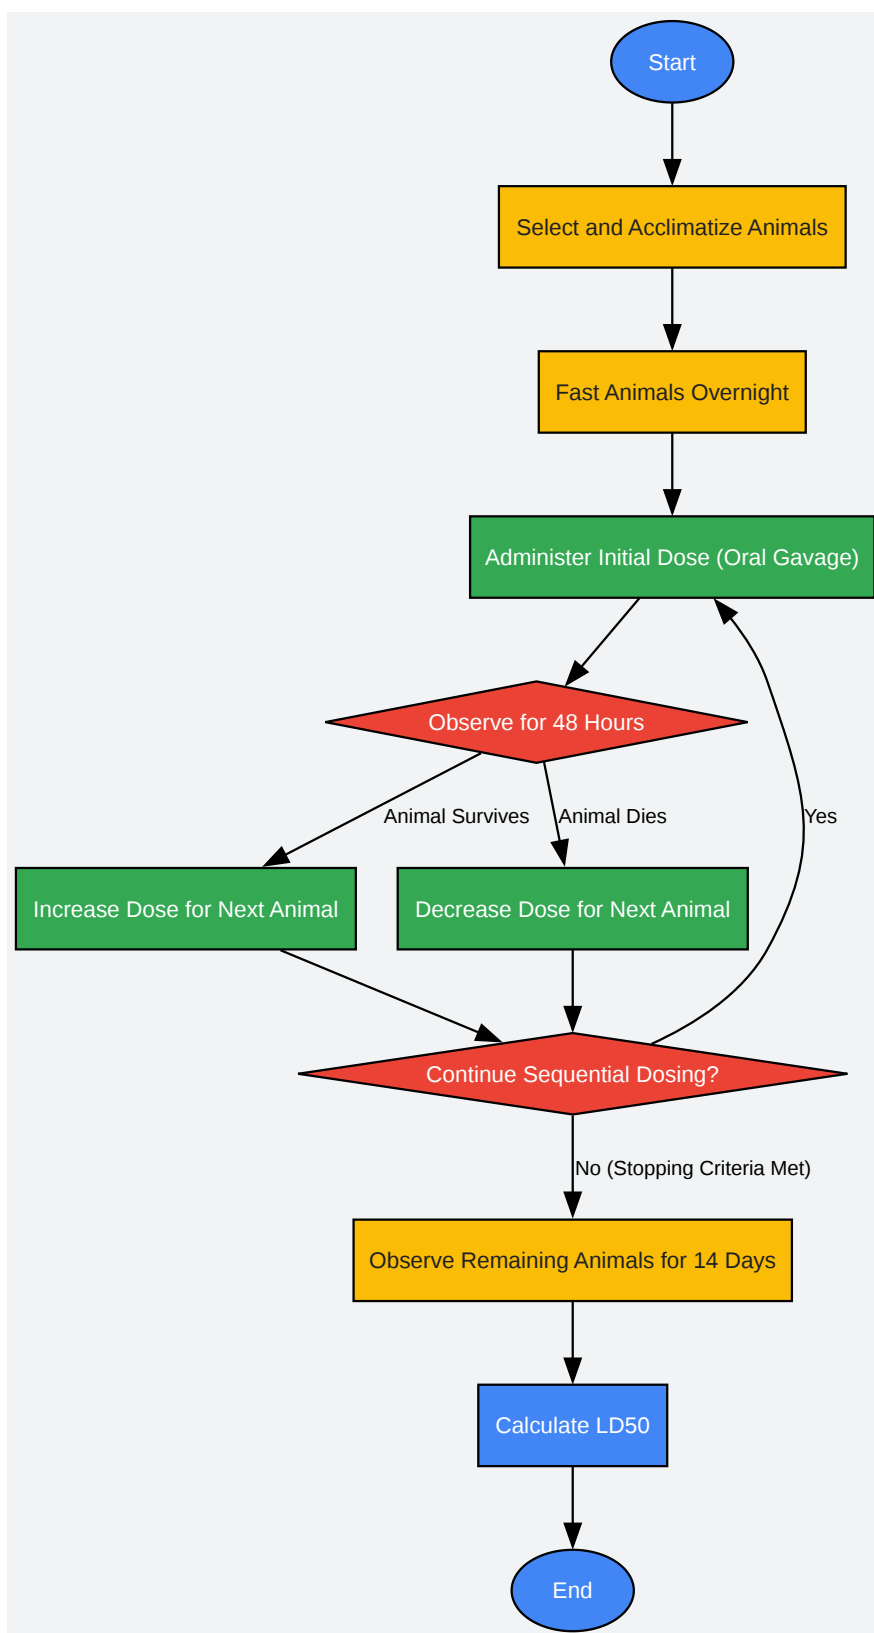 Start
Select and Acclimatize Animals
Fast Animals Overnight
Administer Initial Dose (Oral Gavage)
Observe for 48 Hours
Animal Survives
Animal Dies
Yes
Increase Dose for Next Animal
Decrease Dose for Next Animal
Continue Sequential Dosing?
No (Stopping Criteria Met)
Observe Remaining Animals for 14 Days
Calculate LD50
End